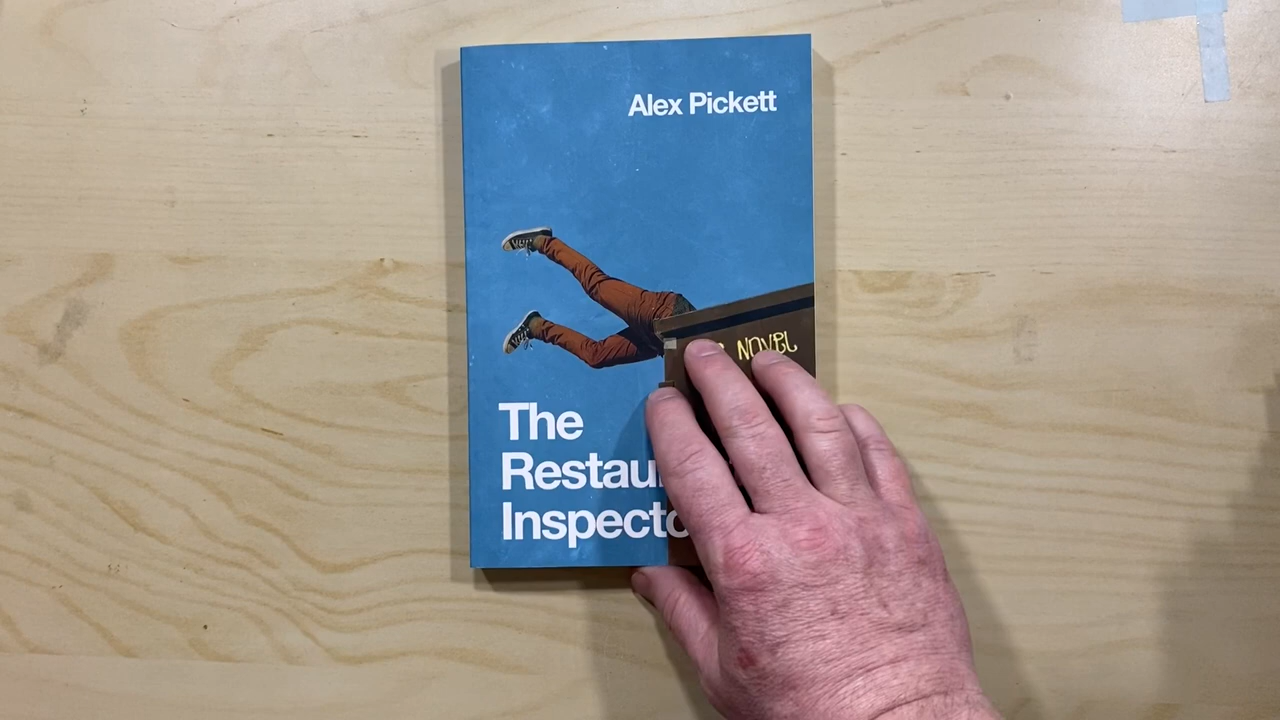 Alex Pickett
NOVEL
The
Restau
Inspecto